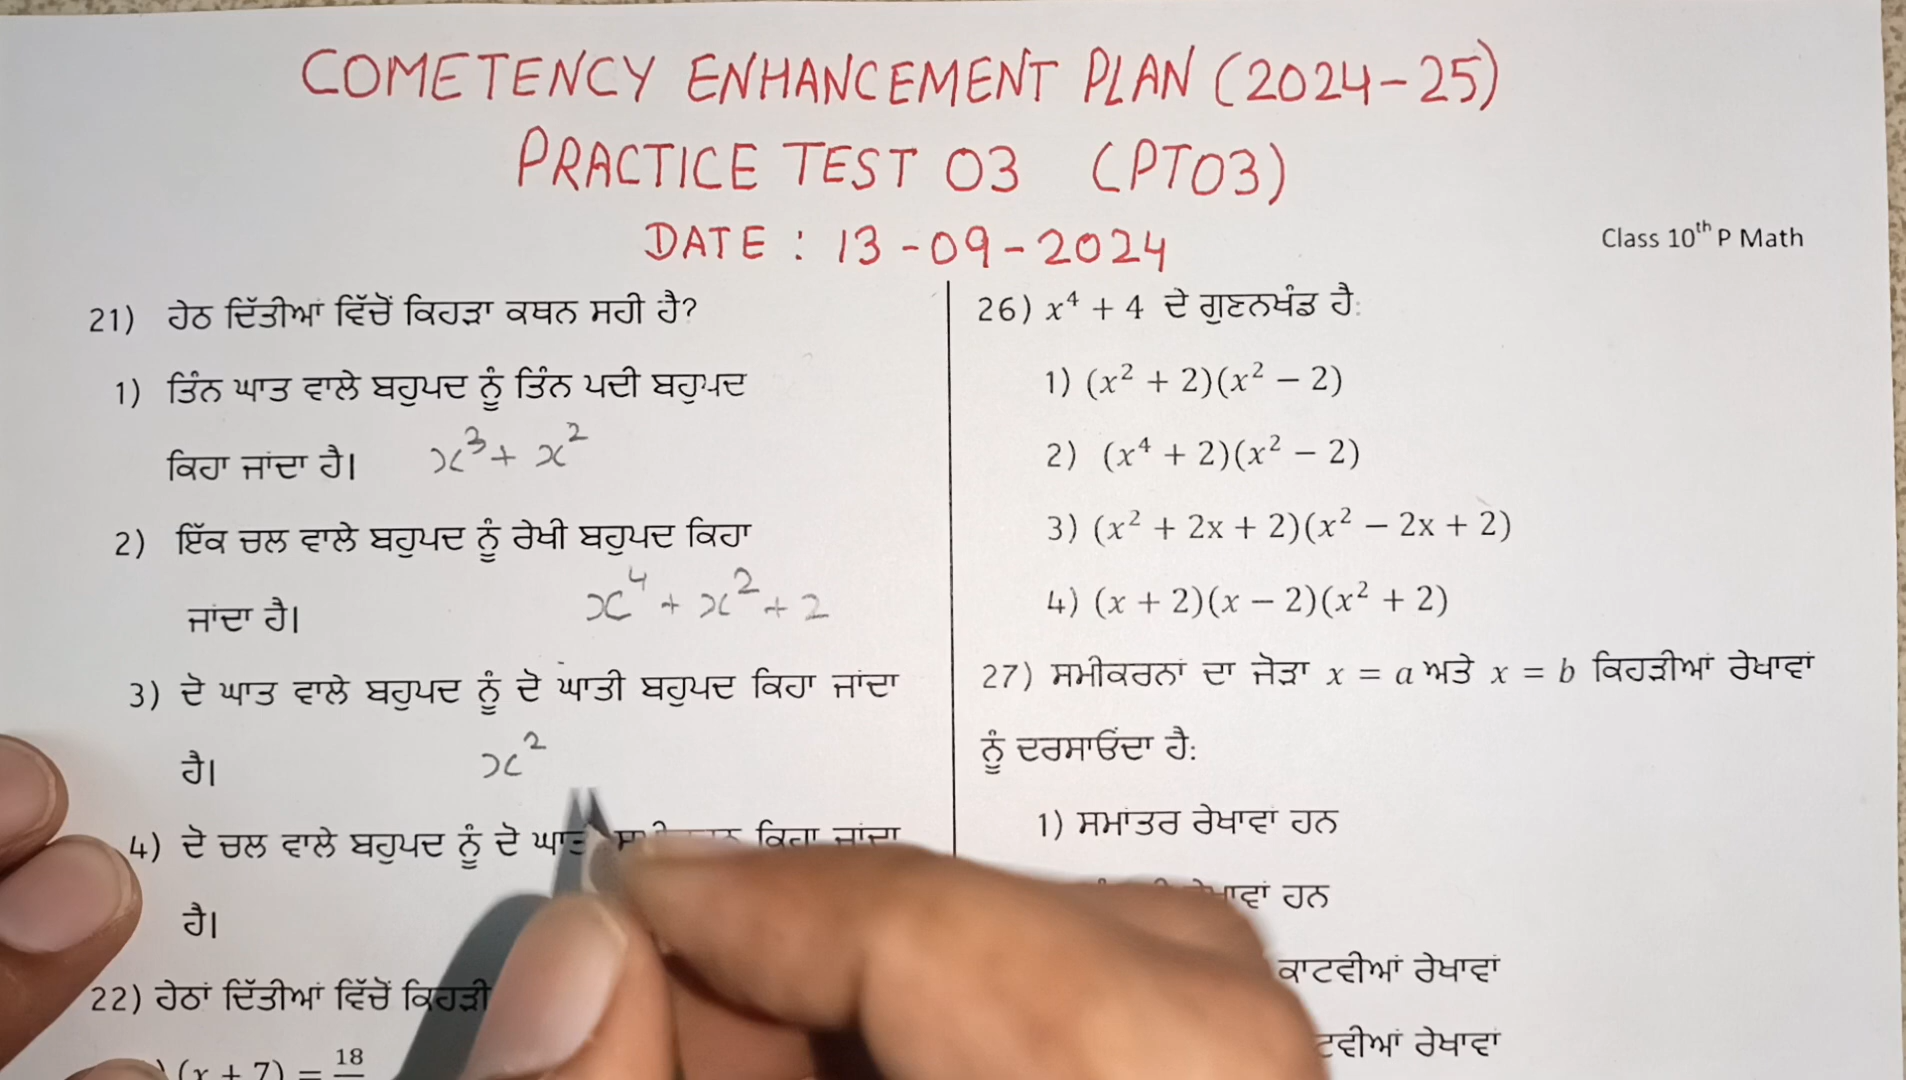 COMETENCY ENHANCEMENT PLAN (2024-25)
PRACTICE TEST 03 (PT03)
DATE : 13-09-2024
Class 10th P Math
21) ਹੇਠ ਦਿੱਤੀਆਂ ਵਿੱਚੋਂ ਕਿਹੜਾ ਕਥਨ ਸਹੀ ਹੈ?
1) ਤਿੰਨ ਘਾਤ ਵਾਲੇ ਬਹੁਪਦ ਨੂੰ ਤਿੰਨ ਪਦੀ ਬਹੁਪਦ
ਕਿਹਾ ਜਾਂਦਾ ਹੈ। x³ + x²
2) ਇੱਕ ਚਲ ਵਾਲੇ ਬਹੁਪਦ ਨੂੰ ਰੇਖੀ ਬਹੁਪਦ ਕਿਹਾ
ਜਾਂਦਾ ਹੈ। x⁴ + x² + 2
3) ਦੋ ਘਾਤ ਵਾਲੇ ਬਹੁਪਦ ਨੂੰ ਦੋ ਘਾਤੀ ਬਹੁਪਦ ਕਿਹਾ ਜਾਂਦਾ
ਹੈ। x²
4) ਦੋ ਚਲ ਵਾਲੇ ਬਹੁਪਦ ਨੂੰ ਦੋ ਕਿਹਾ ਜਾਂਦਾ
ਹੈ।
22) ਹੇਠਾਂ ਦਿੱਤੀਆਂ ਵਿੱਚੋਂ ਕਿਹੜੀ
(x + 7) = 18
26) x⁴ + 4 ਦੇ ਗੁਣਨਖੰਡ ਹੈ:
1) (x² + 2)(x² − 2)
2) (x⁴ + 2)(x² − 2)
3) (x² + 2x + 2)(x² − 2x + 2)
4) (x + 2)(x − 2)(x² + 2)
27) ਸਮੀਕਰਨਾਂ ਦਾ ਜੋੜਾ x = a ਅਤੇ x = b ਕਿਹੜੀਆਂ ਰੇਖਾਵਾਂ
ਨੂੰ ਦਰਸਾਉਂਦਾ ਹੈ:
1) ਸਮਾਂਤਰ ਰੇਖਾਵਾਂ ਹਨ
ਹਨ
ਕਾਟਵੀਆਂ ਰੇਖਾਵਾਂ
ਰੇਖਾਵਾਂ